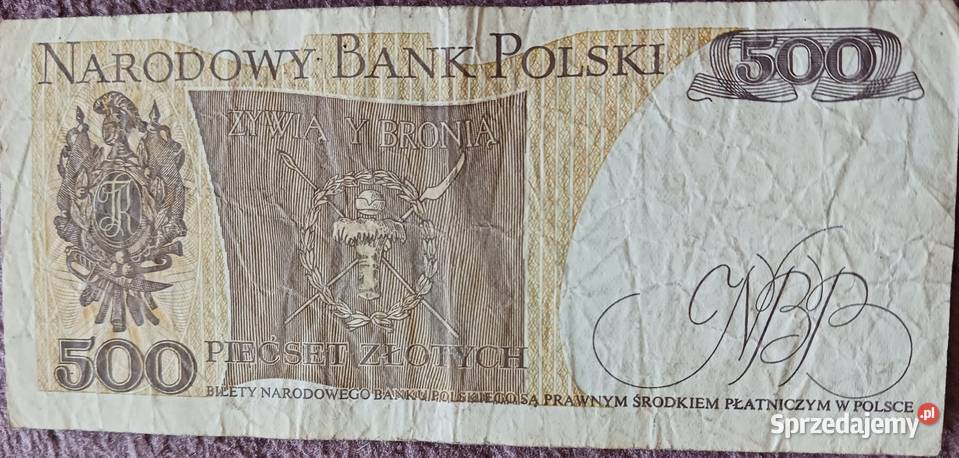 NARODOWY BANK POLSKI
500
ŻYWIĄ Y BRONIĄ
TK
NBP
500
PIĘĆSET ZŁOTYCH
BILETY NARODOWEGO BANKU POLSKIEGO SĄ PRAWNYM ŚRODKIEM PŁATNICZYM W POLSCE
Sprzedajemy.pl